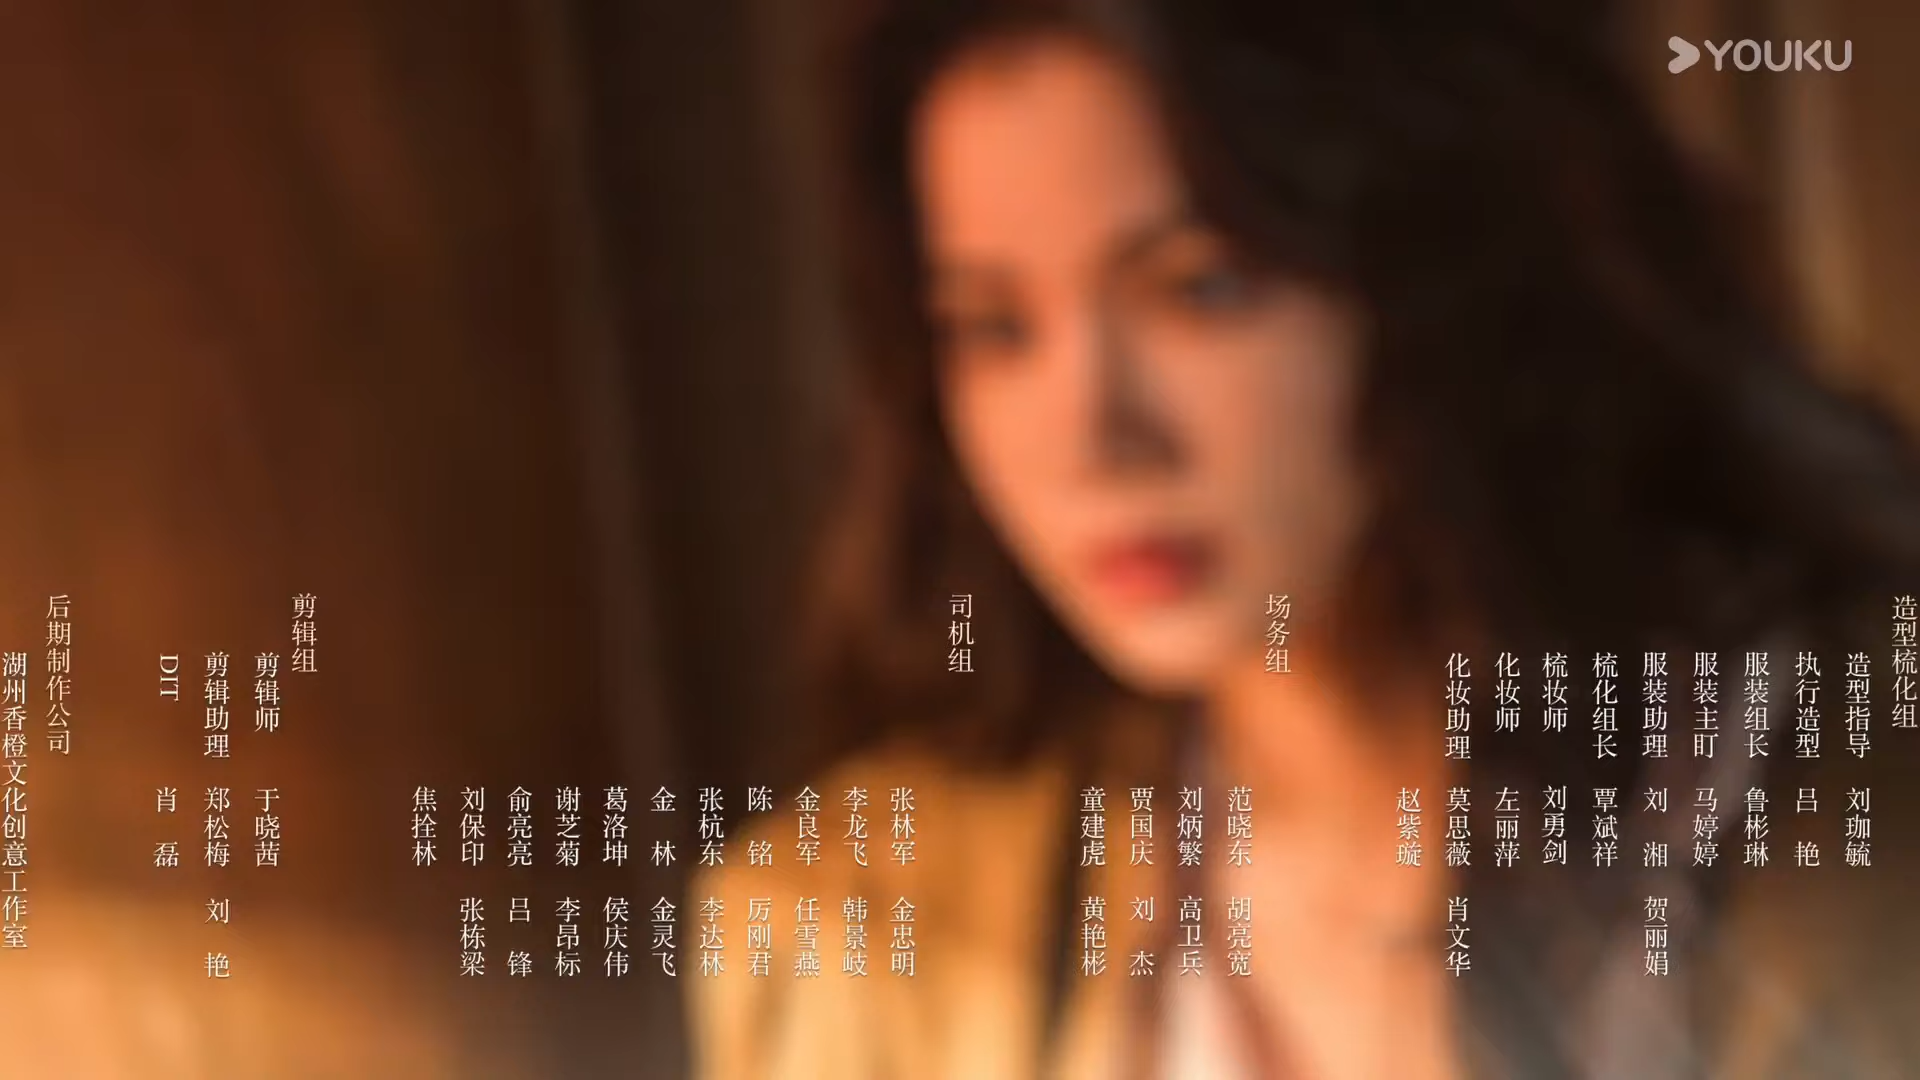 YOUKU
造型梳化组
造型指导 刘珈毓
执行造型 吕艳
服装组长 鲁彬琳
服装主盯 马婷婷
服装助理 刘湘 贺丽娟
梳化组长 覃斌祥
梳妆师 刘勇剑
化妆师 左丽萍
化妆助理 莫思薇 肖文华
赵紫璇
场务组
范晓东 胡亮宽
刘炳繁 高卫兵
贾国庆 刘杰
童建虎 黄艳彬
司机组
张林军 金忠明
李龙飞 韩景岐
金良军 任雪燕
陈铭 厉刚君
张杭东 李达林
金林 金灵飞
葛洛坤 侯庆伟
谢芝菊 李昂标
俞亮亮 吕锋
刘保印 张栋梁
焦拴林
剪辑组
剪辑师 于晓茜
剪辑助理 郑松梅 刘艳
DIT 肖磊
后期制作公司
湖州香橙文化创意工作室